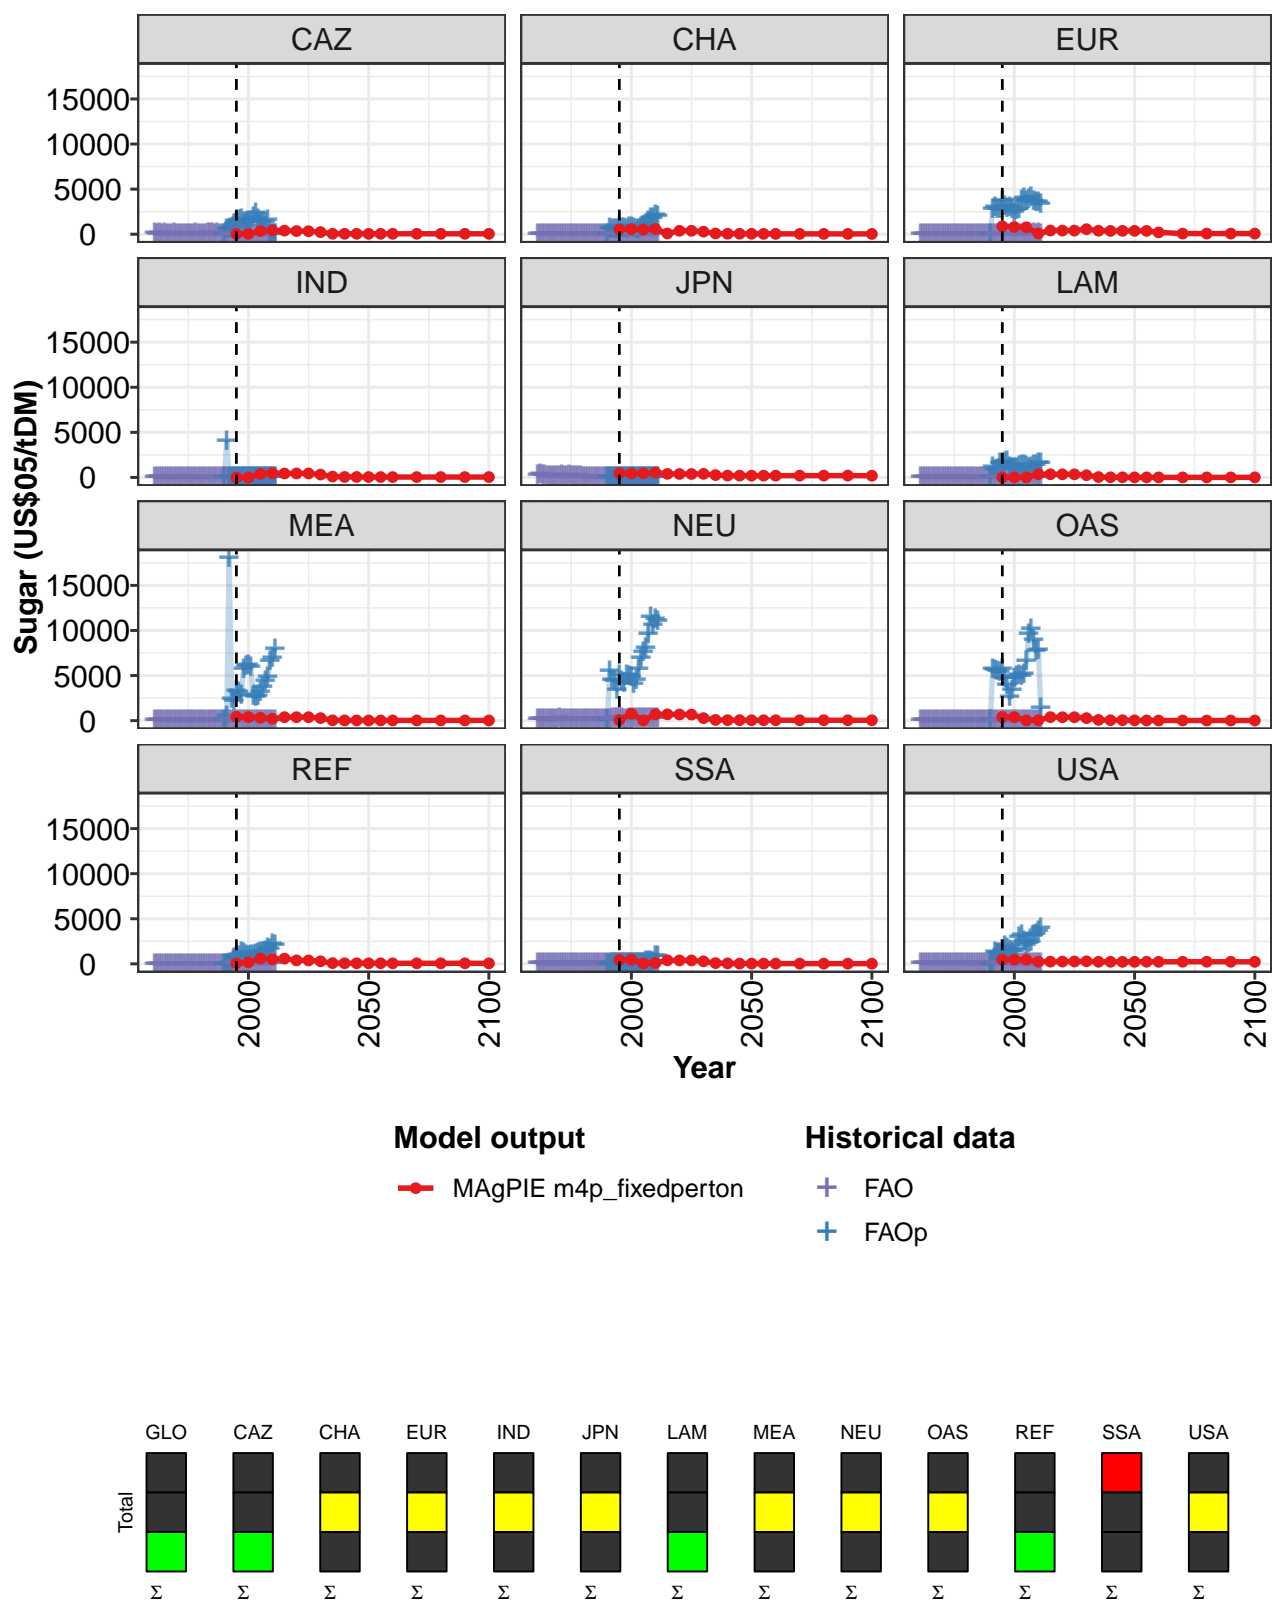 CAZ CHA EUR
15000
10000
5000
0
IND JPN LAM
15000
10000
5000
0
Sugar (US$05/tDM)
MEA NEU OAS
15000
10000
5000
0
REF SSA USA
15000
10000
5000
0
2000 2050 2100 2000 2050 2100 2000 2050 2100
Year
Model output Historical data
MAgPIE m4p_fixedperton FAO
FAOp
GLO CAZ CHA EUR IND JPN LAM MEA NEU OAS REF SSA USA
Total
Σ Σ Σ Σ Σ Σ Σ Σ Σ Σ Σ Σ Σ